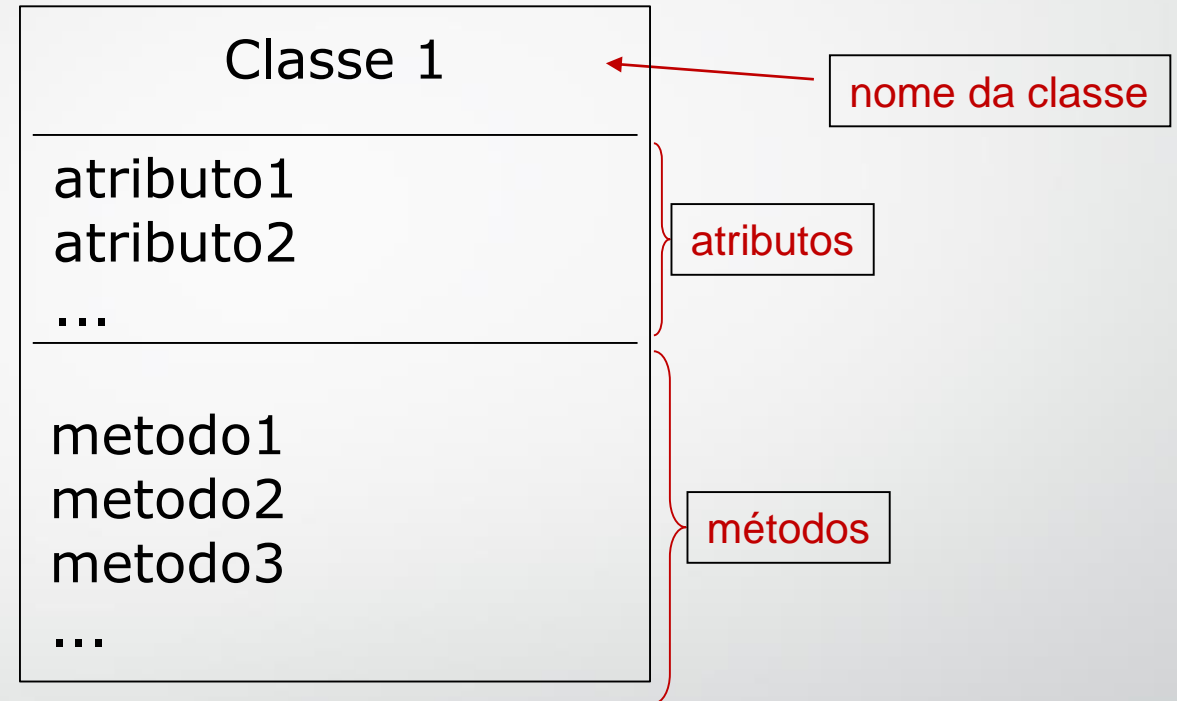 Classe 1
nome da classe
atributo1
atributo2
...
atributos
metodo1
metodo2
metodo3
...
métodos